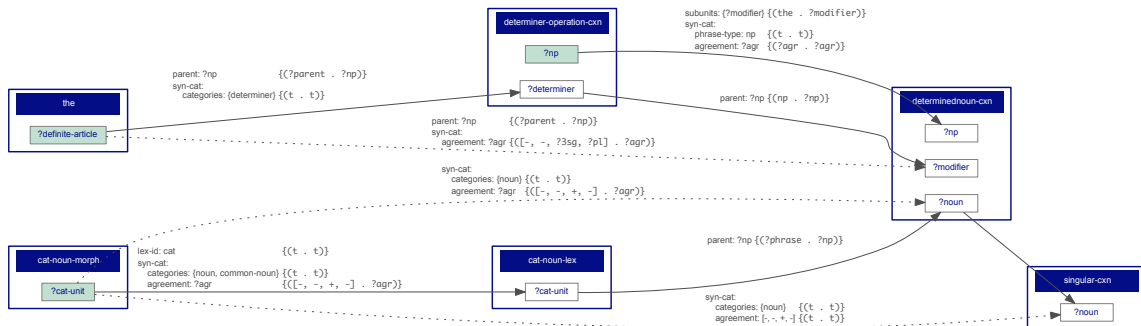 subunits: {?modifier} {(the . ?modifier)}
syn-cat:
phrase-type: np {(t . t)}
agreement: ?agr {(?agr . ?agr)}
determiner-operation-cxn
?np
?determiner
parent: ?np {(?parent . ?np)}
syn-cat:
categories: {determiner} {(t . t)}
the
?definite-article
parent: ?np {(np . ?np)}
determinednoun-cxn
?np
?modifier
?noun
parent: ?np {(?parent . ?np)}
syn-cat:
agreement: ?agr {([-, -, ?3sg, ?pl] . ?agr)}
syn-cat:
categories: {noun} {(t . t)}
agreement: ?agr {([-, -, +, -] . ?agr)}
parent: ?np {(?phrase . ?np)}
cat-noun-morph
?cat-unit
lex-id: cat {(t . t)}
syn-cat:
categories: {noun, common-noun} {(t . t)}
agreement: ?agr {([-, -, +, -] . ?agr)}
cat-noun-lex
?cat-unit
singular-cxn
?noun
syn-cat:
categories: {noun} {(t . t)}
agreement: [-, -, +, -] {(t . t)}